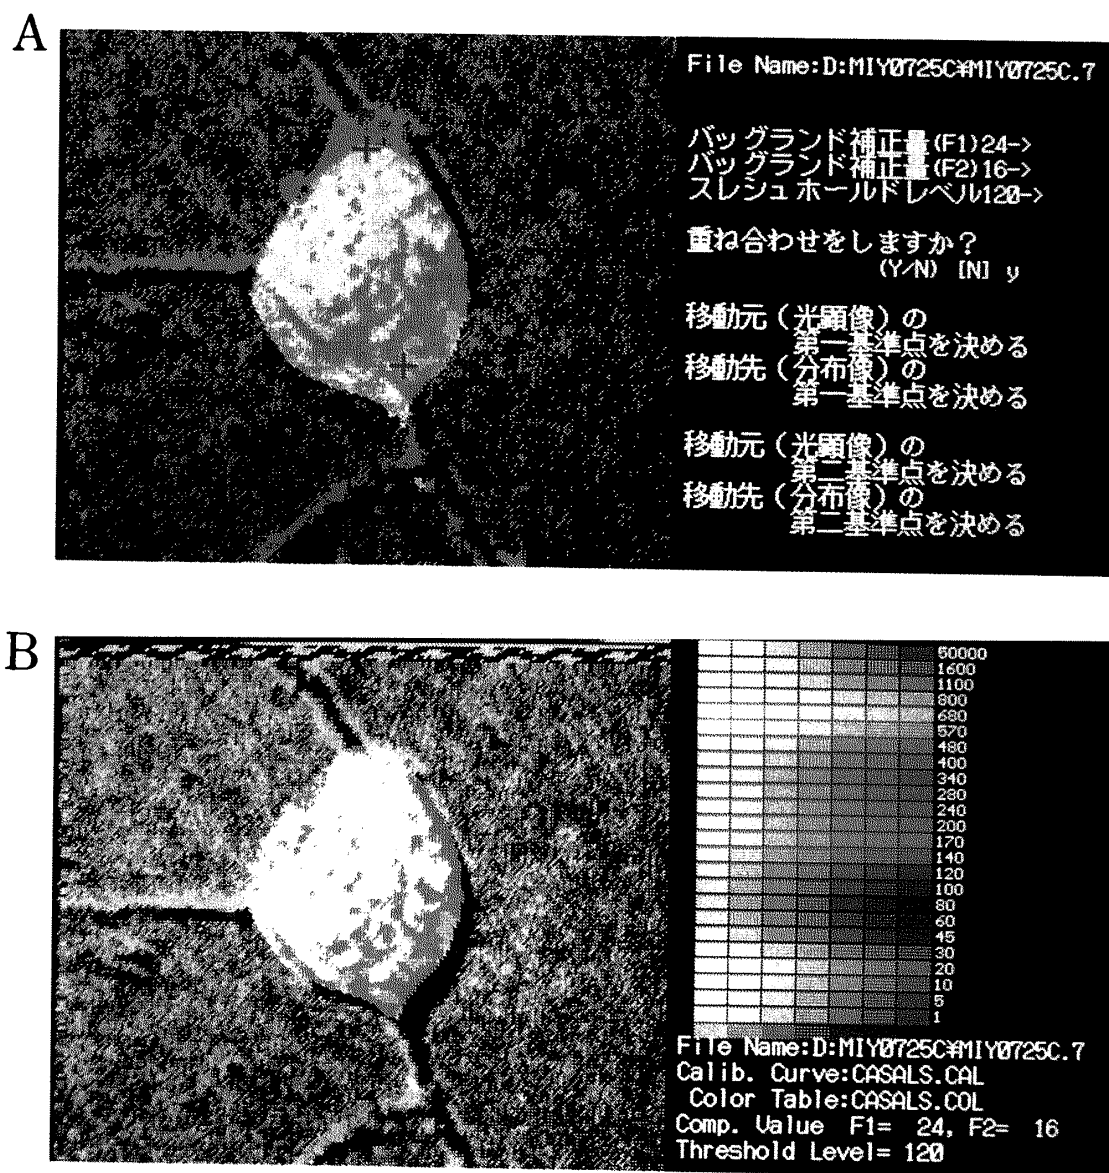 A
File Name:D:MIY0725C¥MIY0725C.7
バッグランド補正量(F1)24->
バッグランド補正量(F2)16->
スレシュホールドレベル120->
重ね合わせをしますか?
(Y/N) [N] y
移動元(光顕像)の
第一基準点を決める
移動先(分布像)の
第一基準点を決める
移動元(光顕像)の
第二基準点を決める
移動先(分布像)の
第二基準点を決める
B
50000
1600
1100
800
680
570
480
400
340
280
240
200
170
140
120
100
80
60
45
30
20
10
5
1
File Name:D:MIY0725C¥MIY0725C.7
Calib. Curve:CASALS.CAL
Color Table:CASALS.COL
Comp. Value F1= 24, F2= 16
Threshold Level= 120